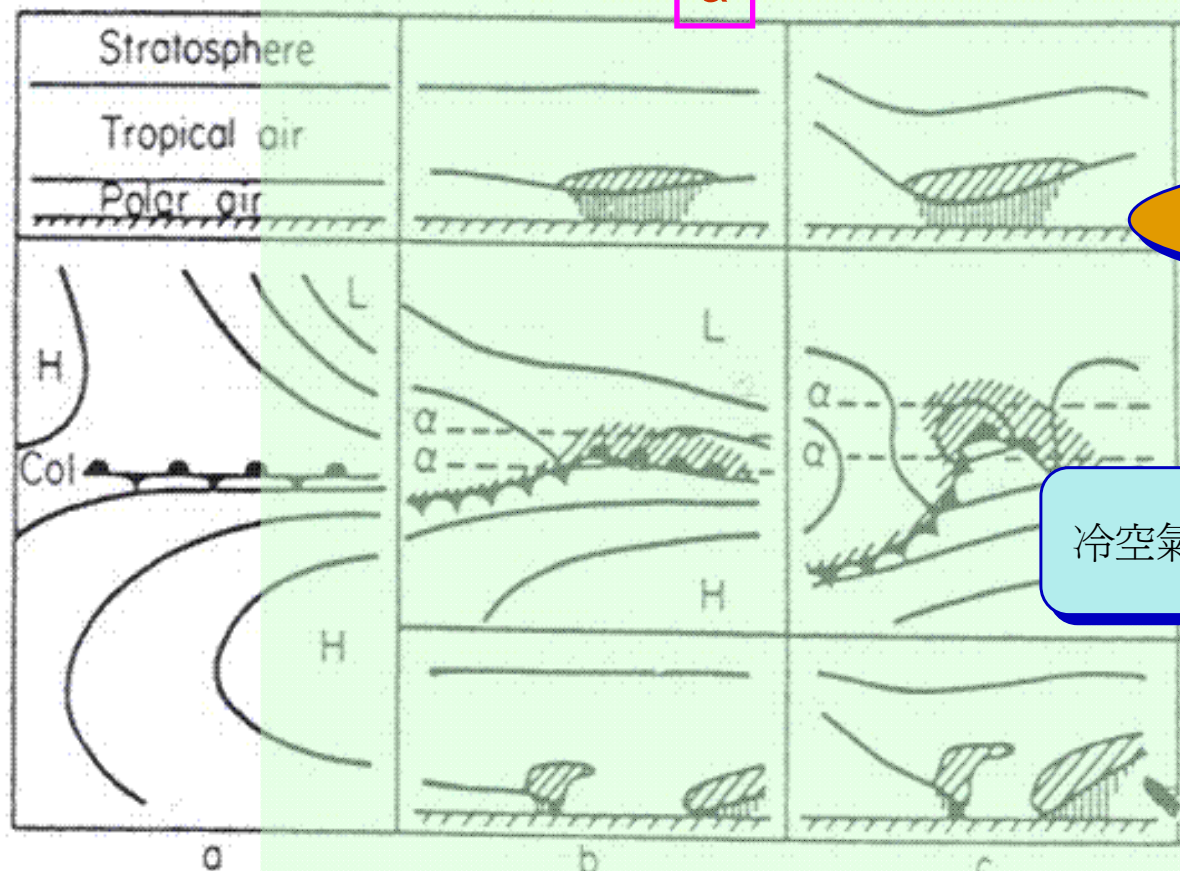 Stratosphere
Tropical air
Polar air
H
L
Col
H
L
α
α
H
α
α
冷空氣
a
b
c